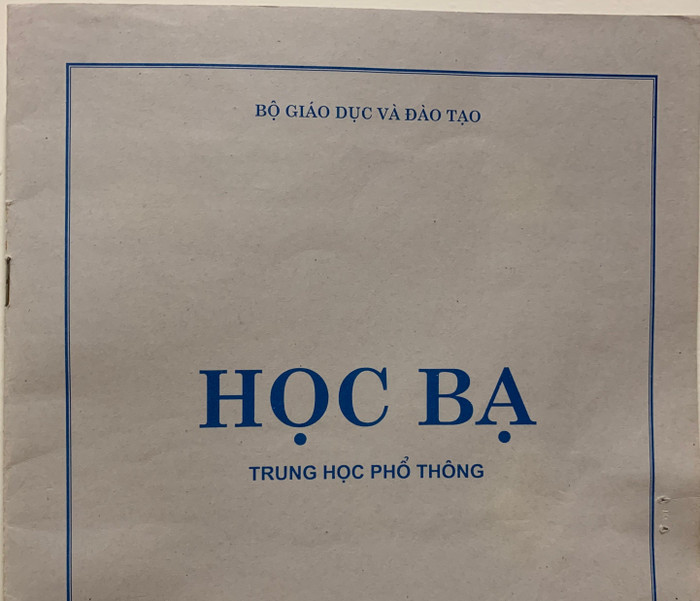 BỘ GIÁO DỤC VÀ ĐÀO TẠO
HỌC BẠ
TRUNG HỌC PHỔ THÔNG